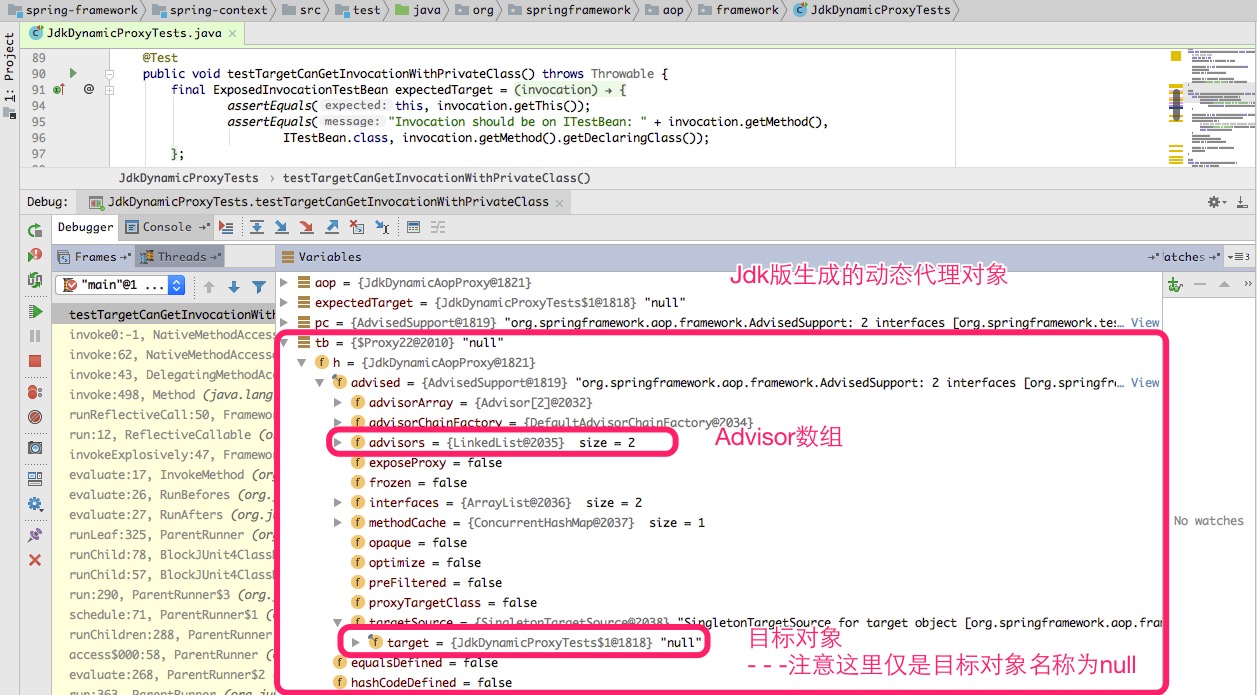 spring-framework spring-context src test java org springframework aop framework JdkDynamicProxyTests
JdkDynamicProxyTests.java
1: Project
89 @Test
90 public void testTargetCanGetInvocationWithPrivateClass() throws Throwable {
91 @ final ExposedInvocationTestBean expectedTarget = (invocation) → {
94 assertEquals( expected: this, invocation.getThis());
95 assertEquals( message: "Invocation should be on ITestBean: " + invocation.getMethod(),
96 ITestBean.class, invocation.getMethod().getDeclaringClass());
97 };
JdkDynamicProxyTests › testTargetCanGetInvocationWithPrivateClass()
Debug: JdkDynamicProxyTests.testTargetCanGetInvocationWithPrivateClass
Debugger Console
Frames Threads
"main"@1 ...
testTargetCanGetInvocationWith
invoke0:-1, NativeMethodAccess
invoke:62, NativeMethodAccesso
invoke:43, DelegatingMethodAcc
invoke:498, Method (java.lang
runReflectiveCall:50, Framewor
run:12, ReflectiveCallable (o
invokeExplosively:47, Framewor
evaluate:17, InvokeMethod (org
evaluate:26, RunBefores (org.
evaluate:27, RunAfters (org.j
runLeaf:325, ParentRunner (or
runChild:78, BlockJUnit4Class
runChild:57, BlockJUnit4Class
run:290, ParentRunner$3 (org.
schedule:71, ParentRunner$1 (
runChildren:288, ParentRunner
access$000:58, ParentRunner (
evaluate:268, ParentRunner$2
run:363, ParentRunner (org.ju
Variables
aop = {JdkDynamicAopProxy@1821}
expectedTarget = {JdkDynamicProxyTests$1@1818} "null"
pc = {AdvisedSupport@1819} "org.springframework.aop.framework.AdvisedSupport: 2 interfaces [org.springframework.te... View
tb = {$Proxy22@2010} "null"
h = {JdkDynamicAopProxy@1821}
advised = {AdvisedSupport@1819} "org.springframework.aop.framework.AdvisedSupport: 2 interfaces [org.springfr... View
advisorArray = {Advisor[2]@2032}
advisorChainFactory = {DefaultAdvisorChainFactory@2034}
advisors = {LinkedList@2035} size = 2
exposeProxy = false
frozen = false
interfaces = {ArrayList@2036} size = 2
methodCache = {ConcurrentHashMap@2037} size = 1
opaque = false
optimize = false
preFiltered = false
proxyTargetClass = false
targetSource = {SingletonTargetSource@2038} "SingletonTargetSource for target object [org.springframework.aop.fram
target = {JdkDynamicProxyTests$1@1818} "null"
equalsDefined = false
hashCodeDefined = false
Jdk版生成的动态代理对象
Advisor数组
目标对象
- - -注意这里仅是目标对象名称为null
atches
No watches